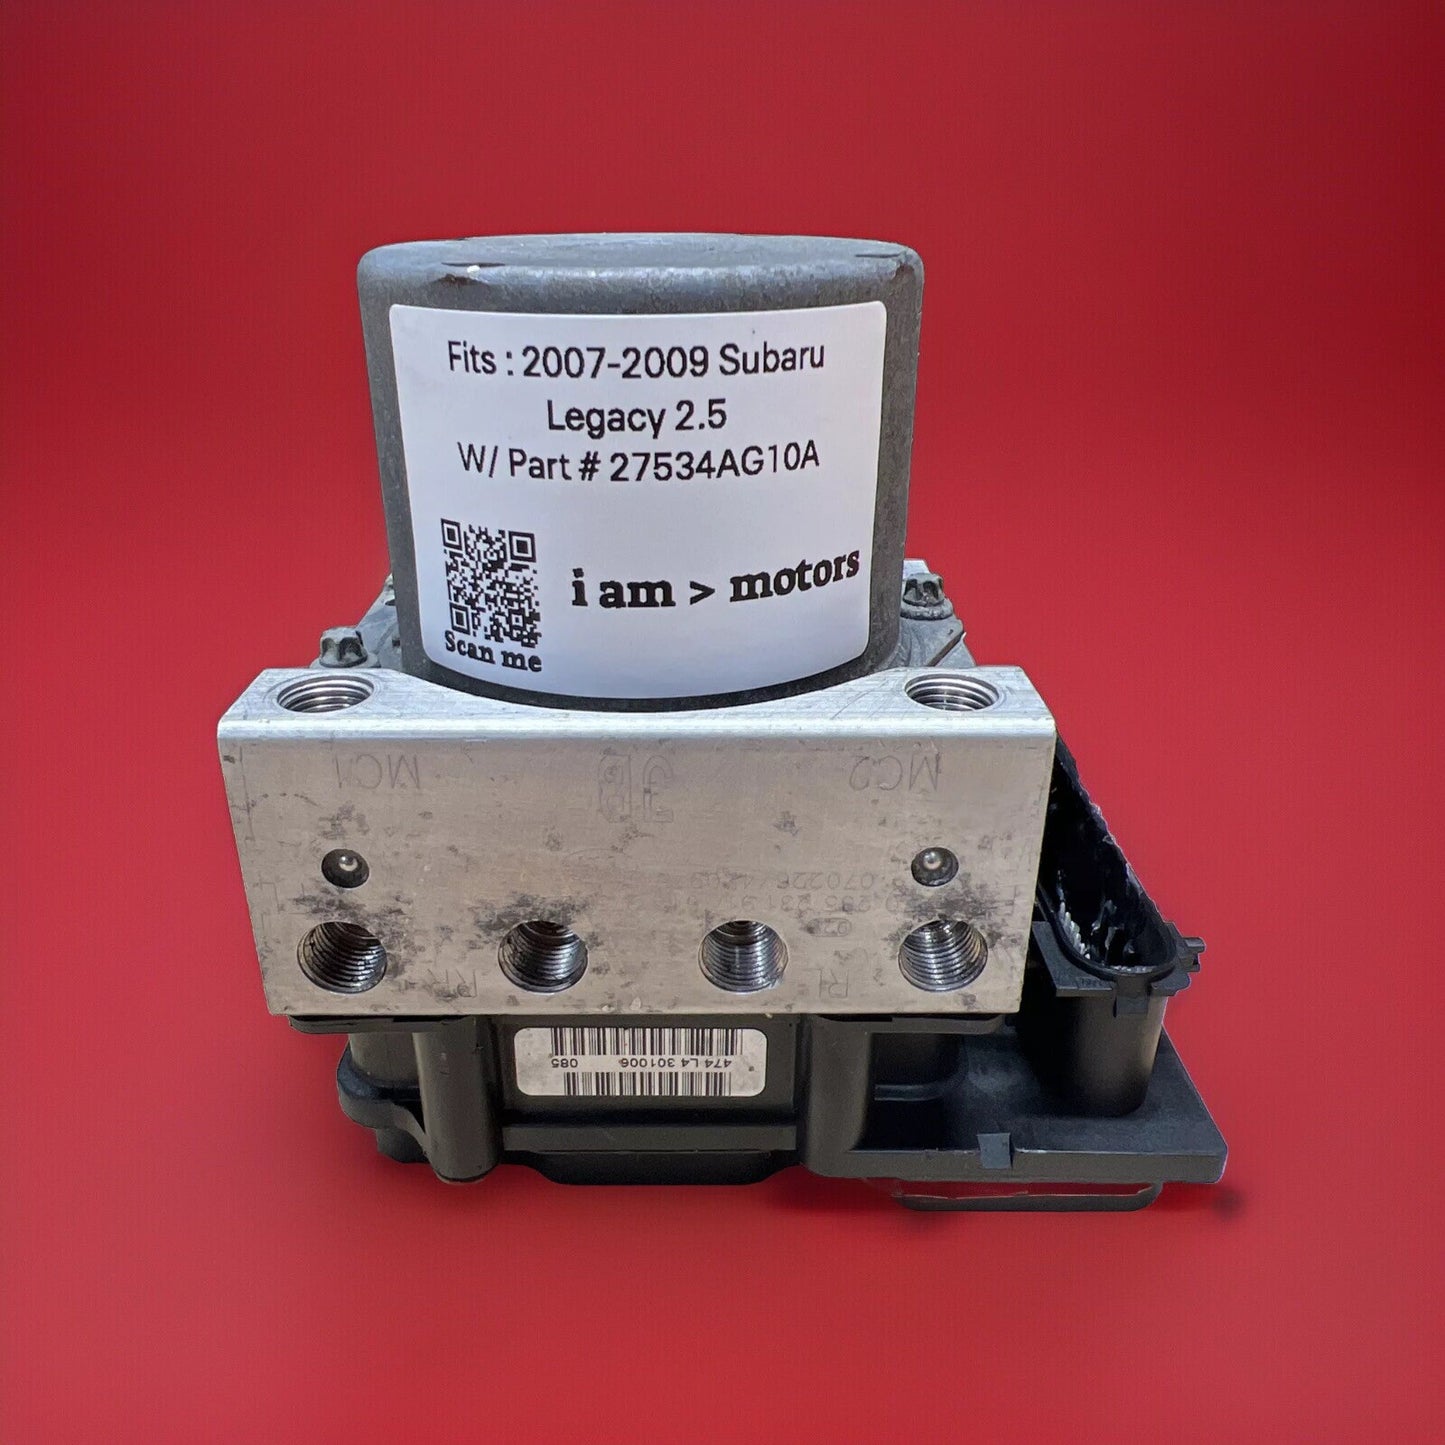 Fits : 2007-2009 Subaru
Legacy 2.5
W/ Part # 27534AG10A
i am > motors
Scan me
MC1
MC2
RR
474 L4 301006
085